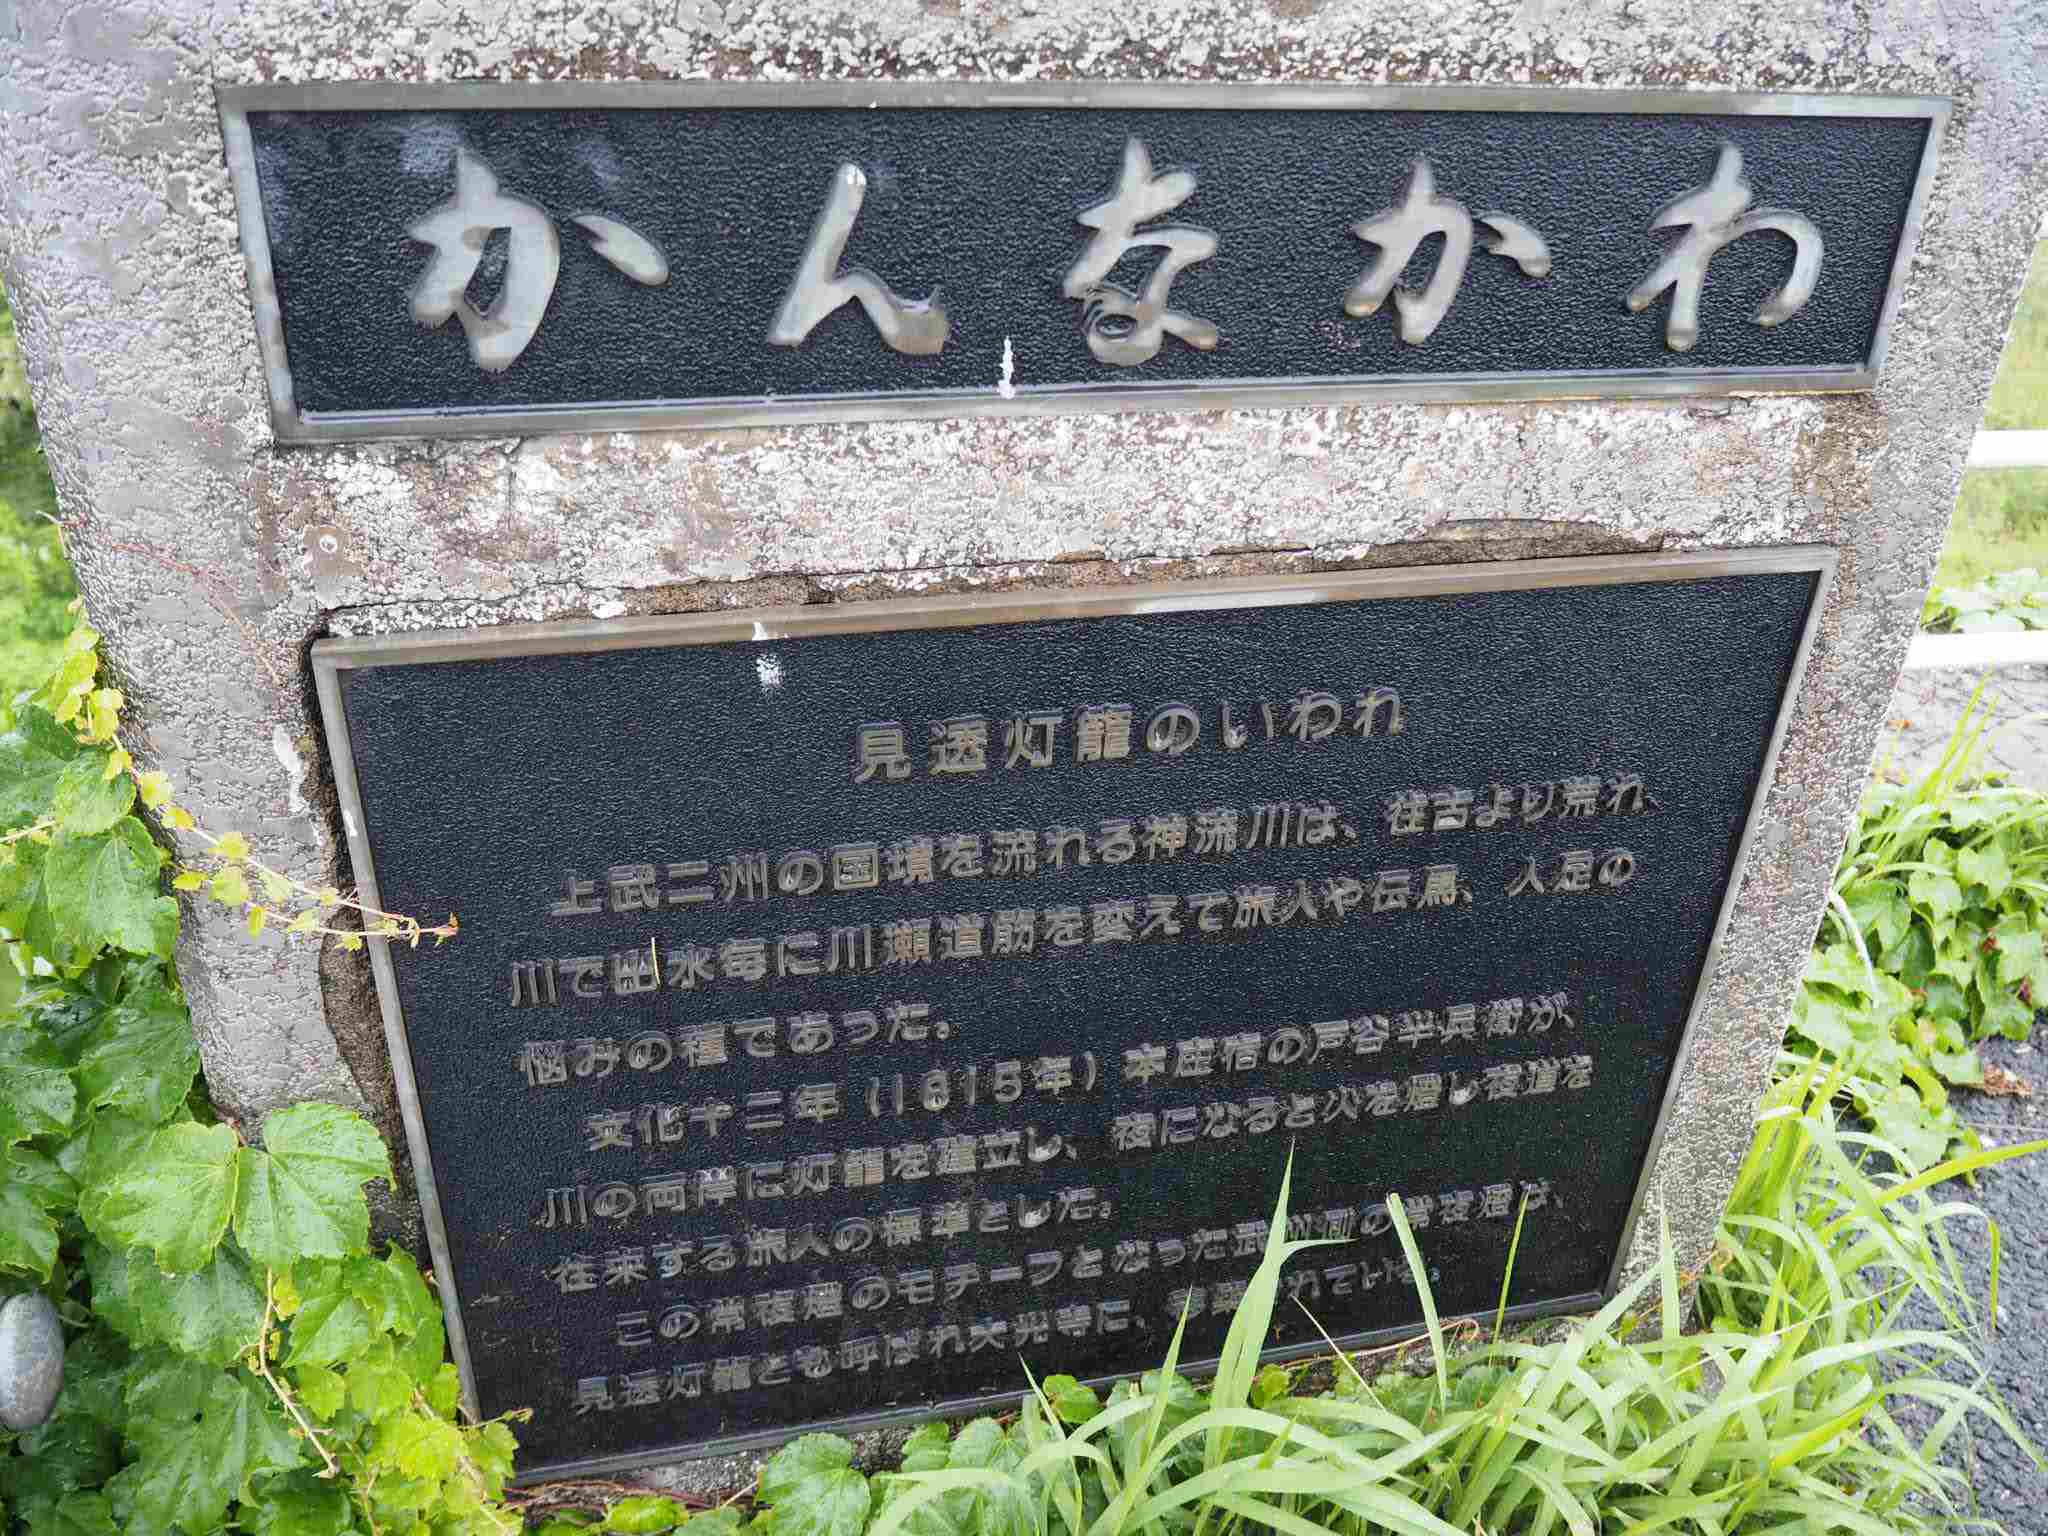 かんなかわ
見透灯籠のいわれ
上武二州の国境を流れる神流川は、往古より荒れ
川で出水毎に川瀬道筋を変えて旅人や伝馬、人足の
悩みの種であった。
文化十二年(1815年)本庄宿の戸谷半兵衛が、
川の両岸に灯籠を建立し、夜になると火を燈し夜道を
往来する旅人の標準とした。
この常夜燈のモチーフとなった武州側の常夜燈は、
見透灯籠とも呼ばれ大光寺に、されている。